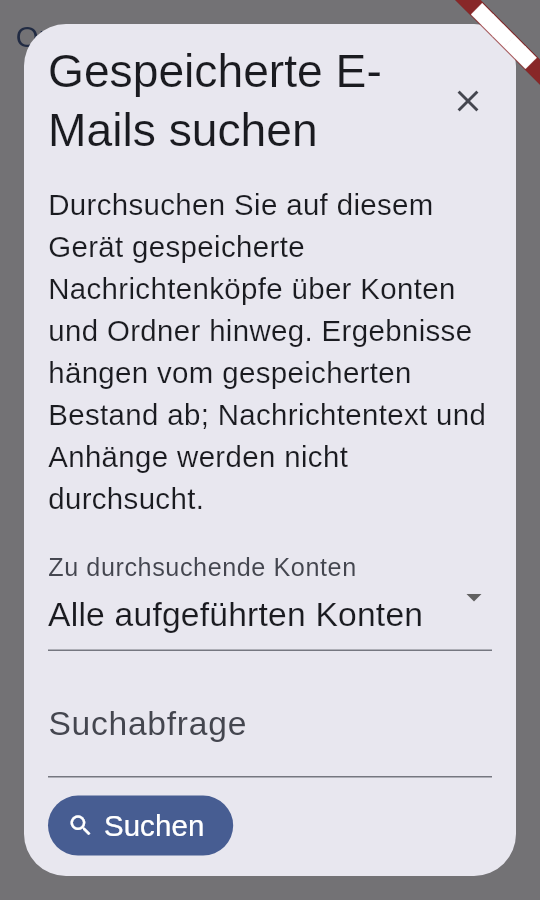 Gespeicherte E-
Mails suchen
Durchsuchen Sie auf diesem
Gerät gespeicherte
Nachrichtenköpfe über Konten
und Ordner hinweg. Ergebnisse
hängen vom gespeicherten
Bestand ab; Nachrichtentext und
Anhänge werden nicht
durchsucht.
Zu durchsuchende Konten
Alle aufgeführten Konten
Suchabfrage
Suchen